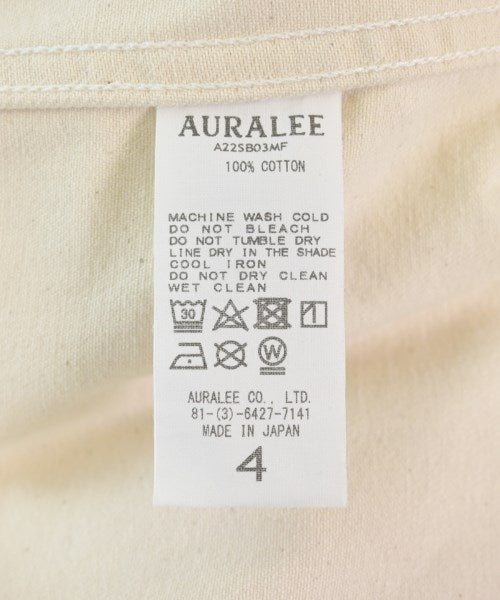 AURALEE
A22SB03MF
100% COTTON
MACHINE WASH COLD
DO NOT BLEACH
DO NOT TUMBLE DRY
LINE DRY IN THE SHADE
COOL IRON
DO NOT DRY CLEAN
WET CLEAN
30
W
AURALEE CO., LTD.
81-(3)-6427-7141
MADE IN JAPAN
4